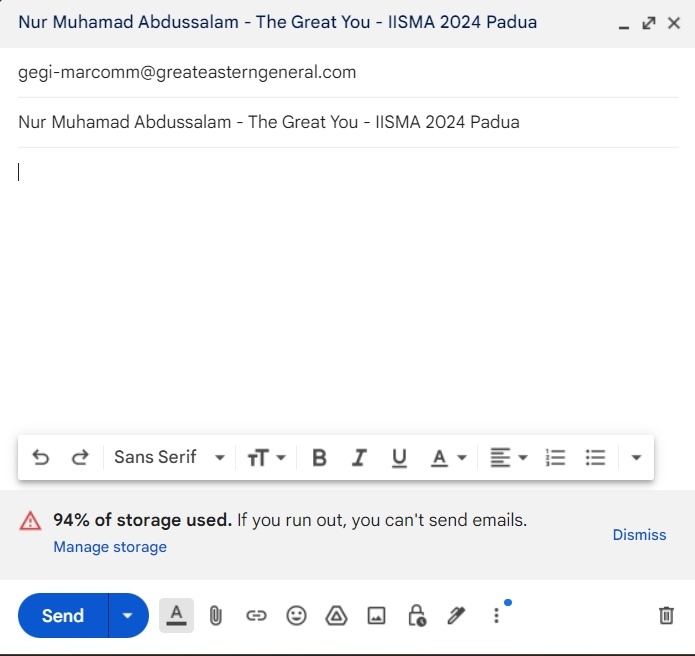 Nur Muhamad Abdussalam - The Great You - IISMA 2024 Padua
gegi-marcomm@greateasterngeneral.com
Nur Muhamad Abdussalam - The Great You - IISMA 2024 Padua
Sans Serif
94% of storage used. If you run out, you can't send emails.
Manage storage
Dismiss
Send